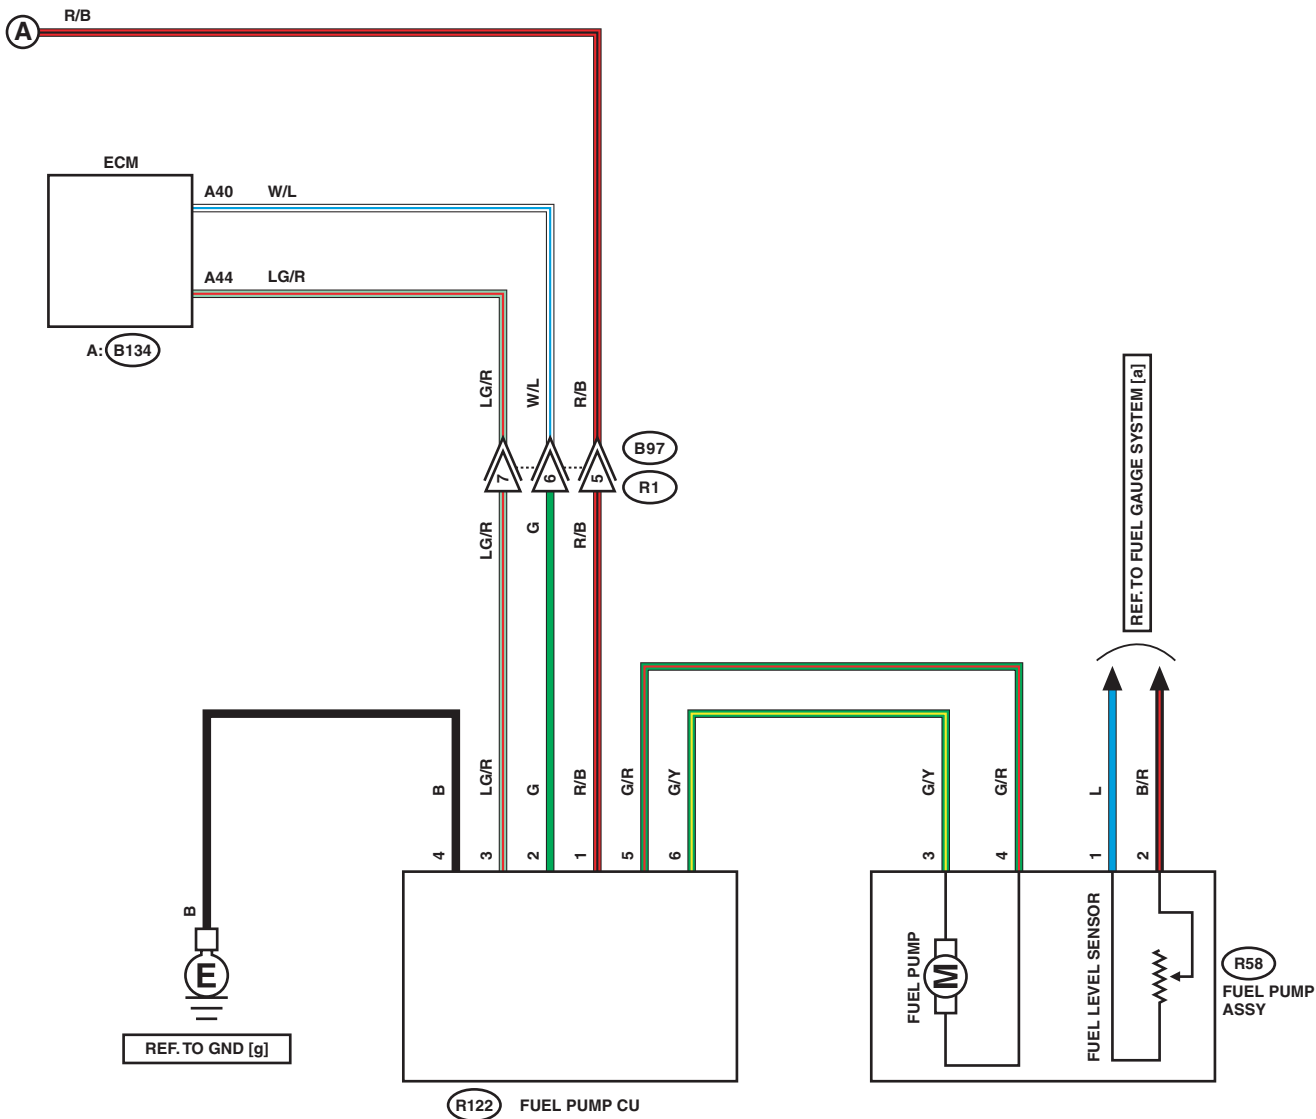 R/B
A
ECM
A40 W/L
A44 LG/R
A: B134
LG/R
W/L
R/B
B97
7
6
5
R1
LG/R
G
R/B
REF. TO FUEL GAUGE SYSTEM [a]
B
LG/R
G
R/B
G/R
G/Y
G/Y
G/R
L
B/R
4
3
2
1
5
6
3
4
1
2
B
E
REF. TO GND [g]
FUEL PUMP
M
FUEL LEVEL SENSOR
R58
FUEL PUMP
ASSY
R122 FUEL PUMP CU